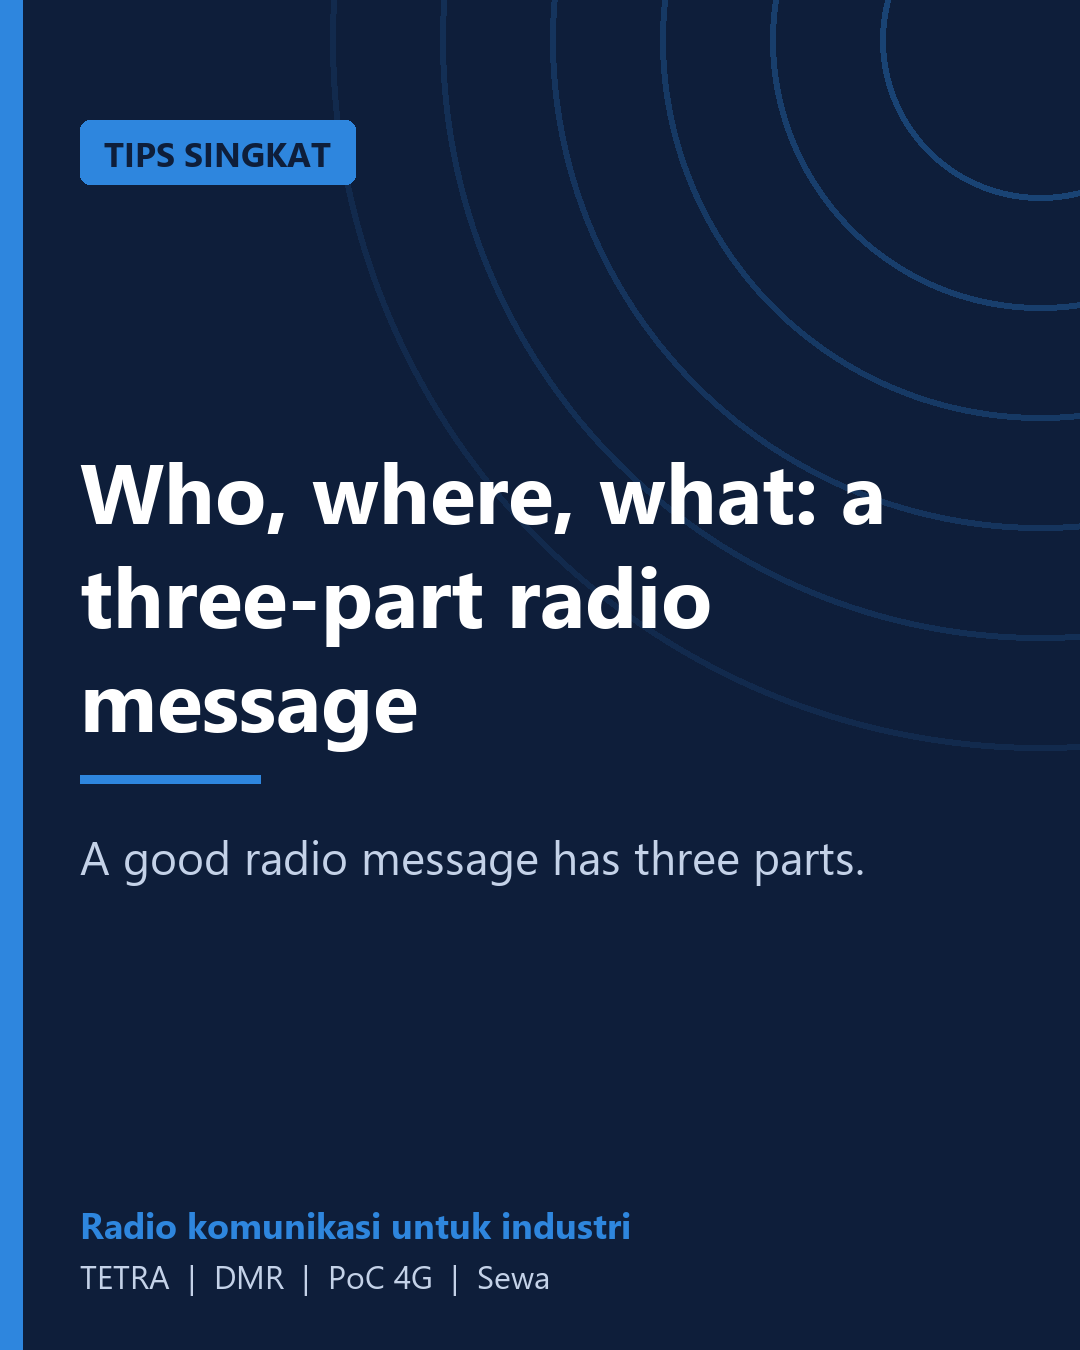 TIPS SINGKAT
Who, where, what: a
three-part radio
message
A good radio message has three parts.
Radio komunikasi untuk industri
TETRA | DMR | PoC 4G | Sewa